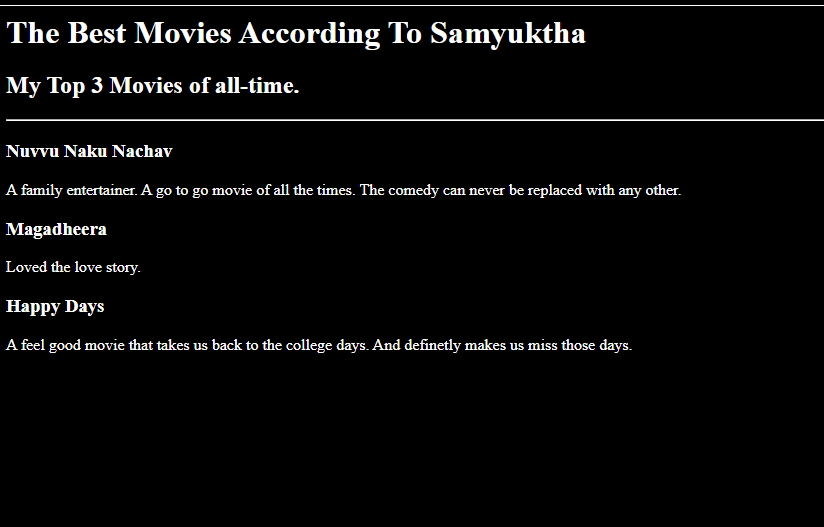 The Best Movies According To Samyuktha
My Top 3 Movies of all-time.
Nuvvu Naku Nachav
A family entertainer. A go to go movie of all the times. The comedy can never be replaced with any other.
Magadheera
Loved the love story.
Happy Days
A feel good movie that takes us back to the college days. And definetly makes us miss those days.